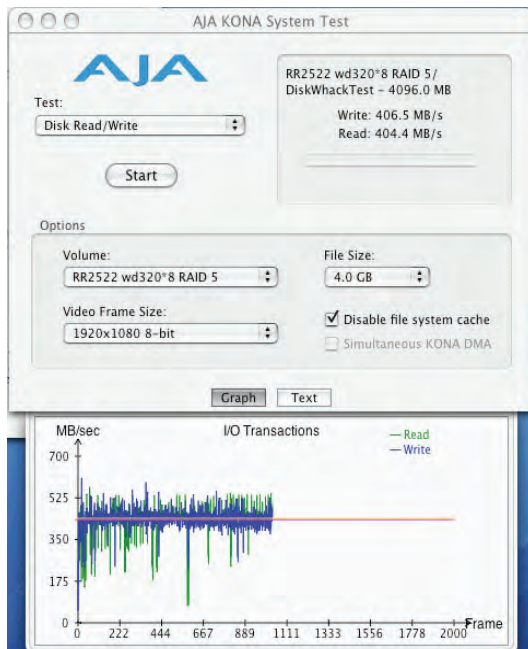 AJA KONA System Test
AJA
RR2522 wd320*8 RAID 5/
DiskWhackTest - 4096.0 MB
Write: 406.5 MB/s
Read: 404.4 MB/s
Test:
Disk Read/Write
Start
Options
Volume:
RR2522 wd320*8 RAID 5
File Size:
4.0 GB
Video Frame Size:
1920x1080 8-bit
Disable file system cache
Simultaneous KONA DMA
Graph Text
MB/sec I/O Transactions
Read
Write
700
525
350
175
0
0 222 444 667 889 1111 1333 1556 1778 2000 Frame